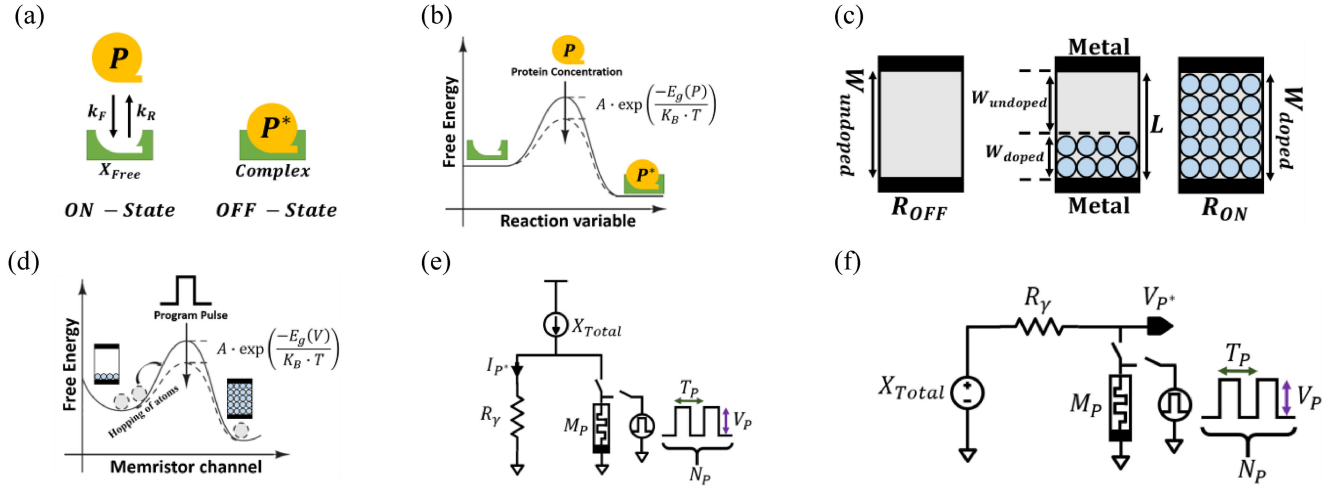 (a)
P
k_F
k_R
X_Free
P*
Complex
ON – State
OFF – State
(b)
Free Energy
P
Protein Concentration
A · exp(−E_g(P) / K_B · T)
P*
Reaction variable
(c)
W_undoped
R_OFF
Metal
W_undoped
W_doped
L
Metal
W_doped
R_ON
(d)
Free Energy
Program Pulse
A · exp(−E_g(V) / K_B · T)
Hopping of atoms
Memristor channel
(e)
X_Total
I_P*
R_γ
M_P
T_P
V_P
N_P
(f)
R_γ
V_P*
X_Total
M_P
T_P
V_P
N_P